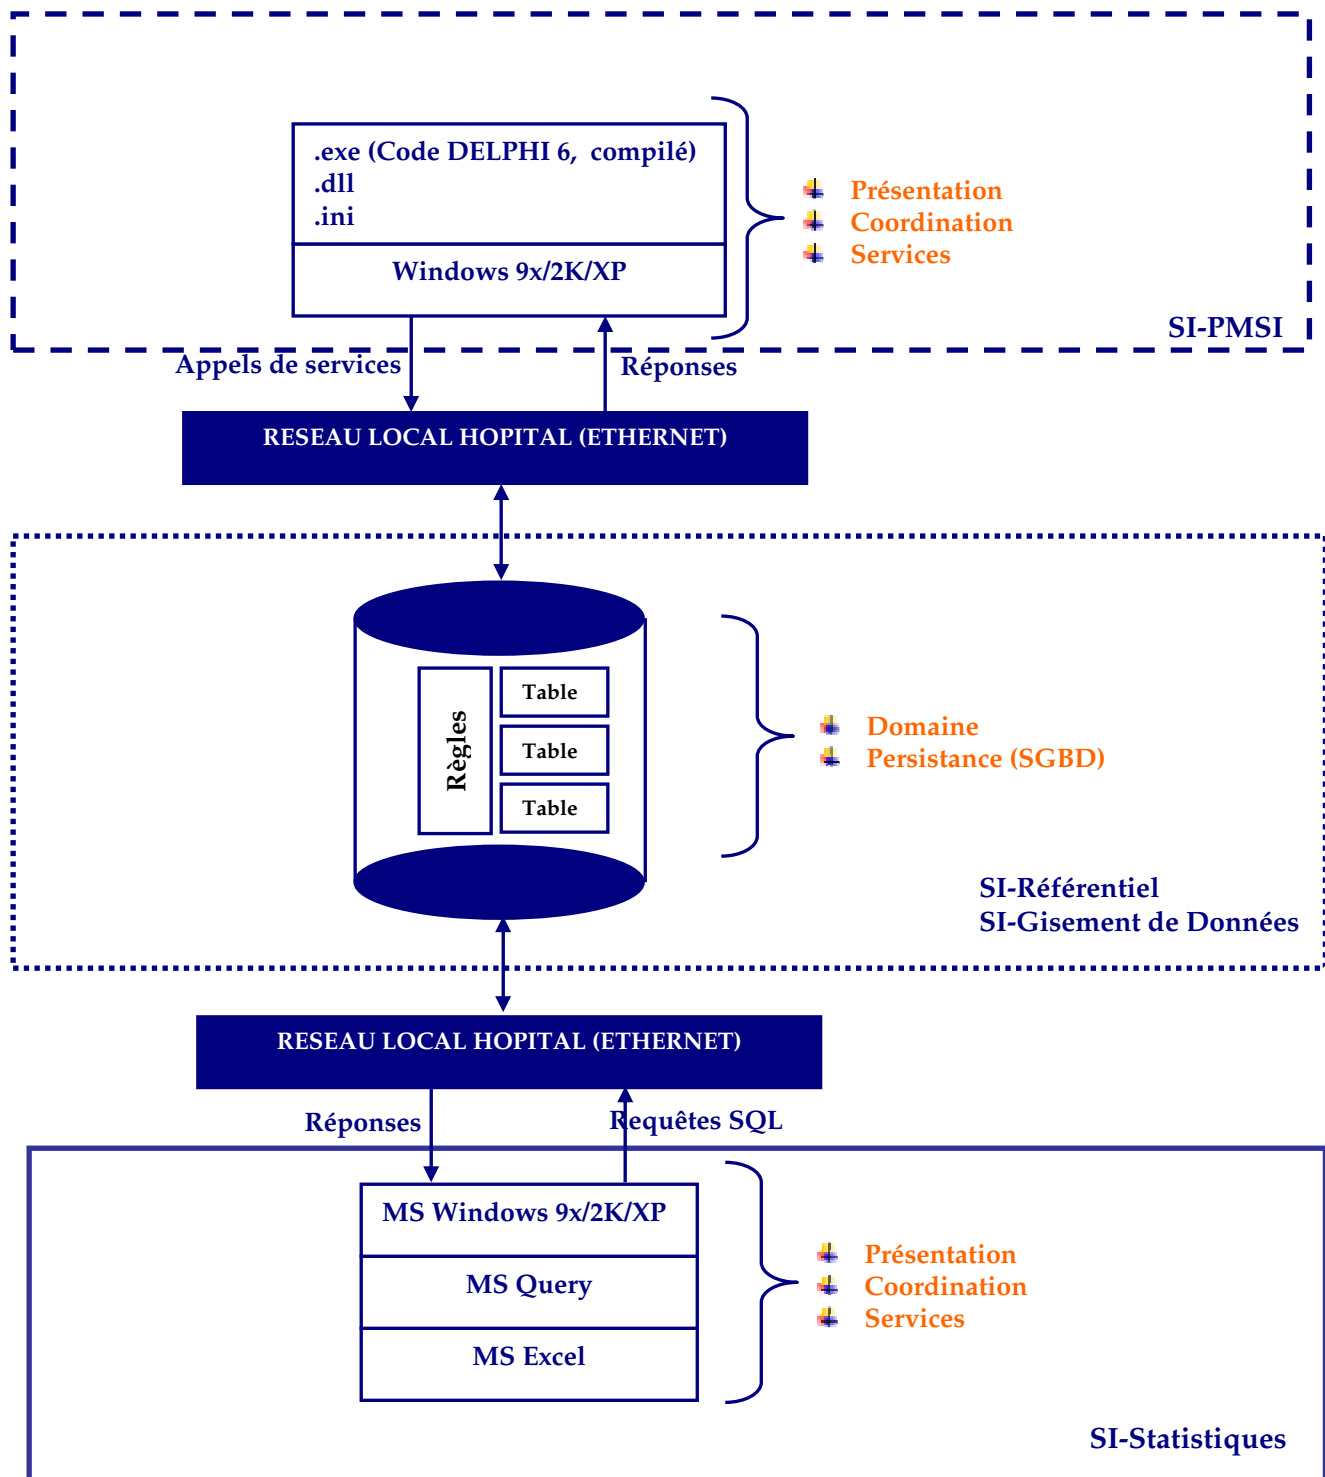 .exe (Code DELPHI 6, compilé)
.dll
.ini
Windows 9x/2K/XP
Présentation
Coordination
Services
SI-PMSI
Appels de services
Réponses
RESEAU LOCAL HOPITAL (ETHERNET)
Règles
Table
Table
Table
Domaine
Persistance (SGBD)
SI-Référentiel
SI-Gisement de Données
RESEAU LOCAL HOPITAL (ETHERNET)
Réponses
Requêtes SQL
MS Windows 9x/2K/XP
MS Query
MS Excel
Présentation
Coordination
Services
SI-Statistiques